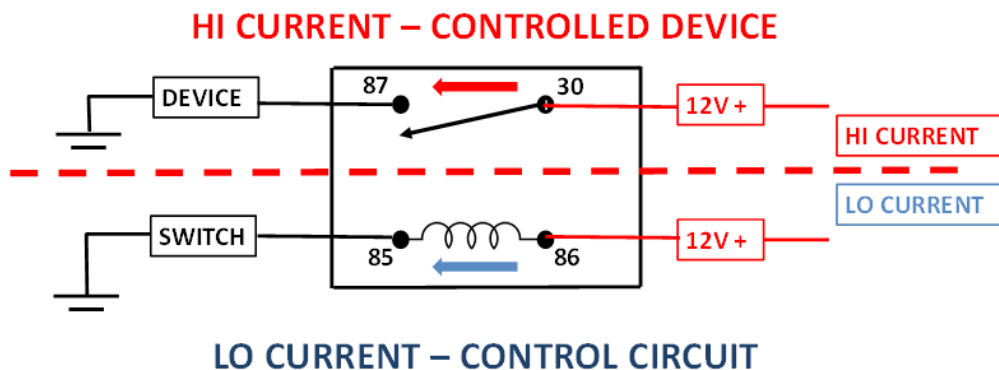 HI CURRENT – CONTROLLED DEVICE
87
30
DEVICE
12V +
HI CURRENT
LO CURRENT
SWITCH
12V +
85
86
LO CURRENT – CONTROL CIRCUIT